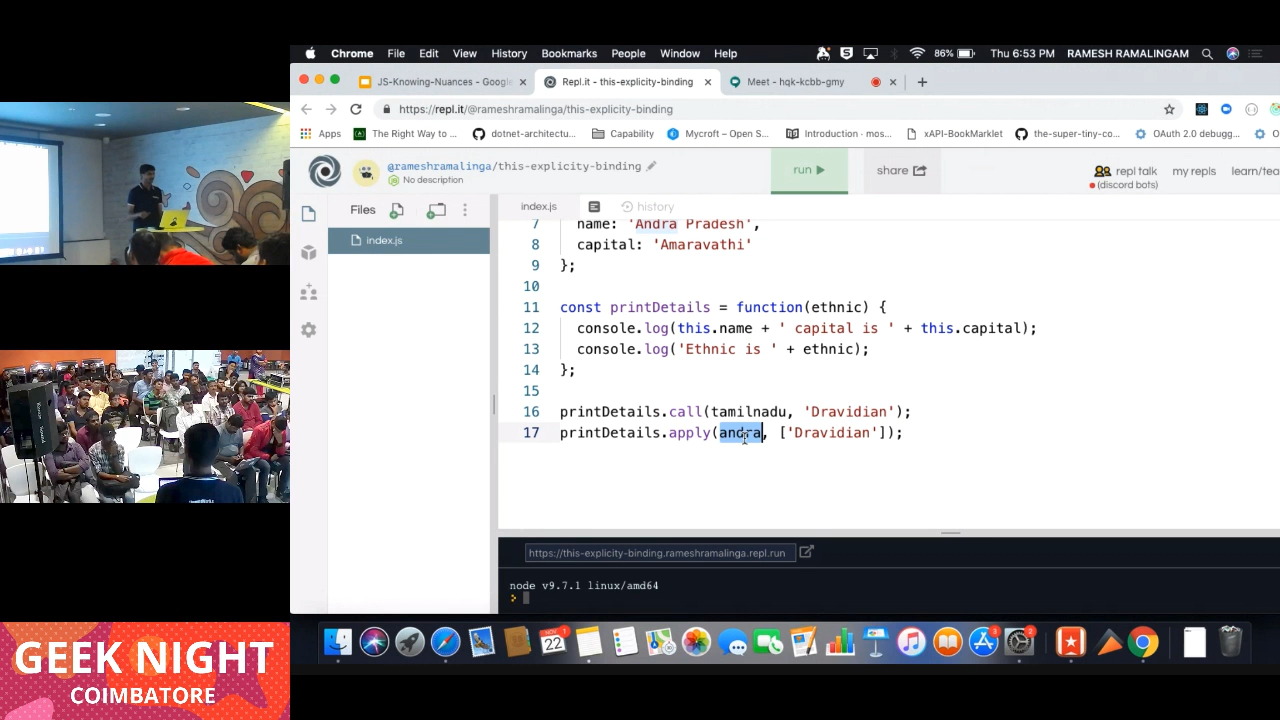 Chrome File Edit View History Bookmarks People Window Help 86% Thu 6:53 PM RAMESH RAMALINGAM
JS-Knowing-Nuances - Google
Repl.it - this-explicity-binding
Meet - hqk-kcbb-gmy
https://repl.it/@rameshramalinga/this-explicity-binding
Apps The Right Way to ... dotnet-architectu... Capability Mycroft – Open S... Introduction · mos... xAPI-BookMarklet the-super-tiny-co... OAuth 2.0 debugg...
@rameshramalinga/this-explicity-binding
No description
run
share
repl talk
(discord bots)
my repls
learn/tea
Files
index.js
index.js
history
7 name: 'Andra Pradesh',
8 capital: 'Amaravathi'
9 };
10
11 const printDetails = function(ethnic) {
12 console.log(this.name + ' capital is ' + this.capital);
13 console.log('Ethnic is ' + ethnic);
14 };
15
16 printDetails.call(tamilnadu, 'Dravidian');
17 printDetails.apply(andra, ['Dravidian']);
https://this-explicity-binding.rameshramalinga.repl.run
node v9.7.1 linux/amd64
NOV
22
GEEK NIGHT
COIMBATORE